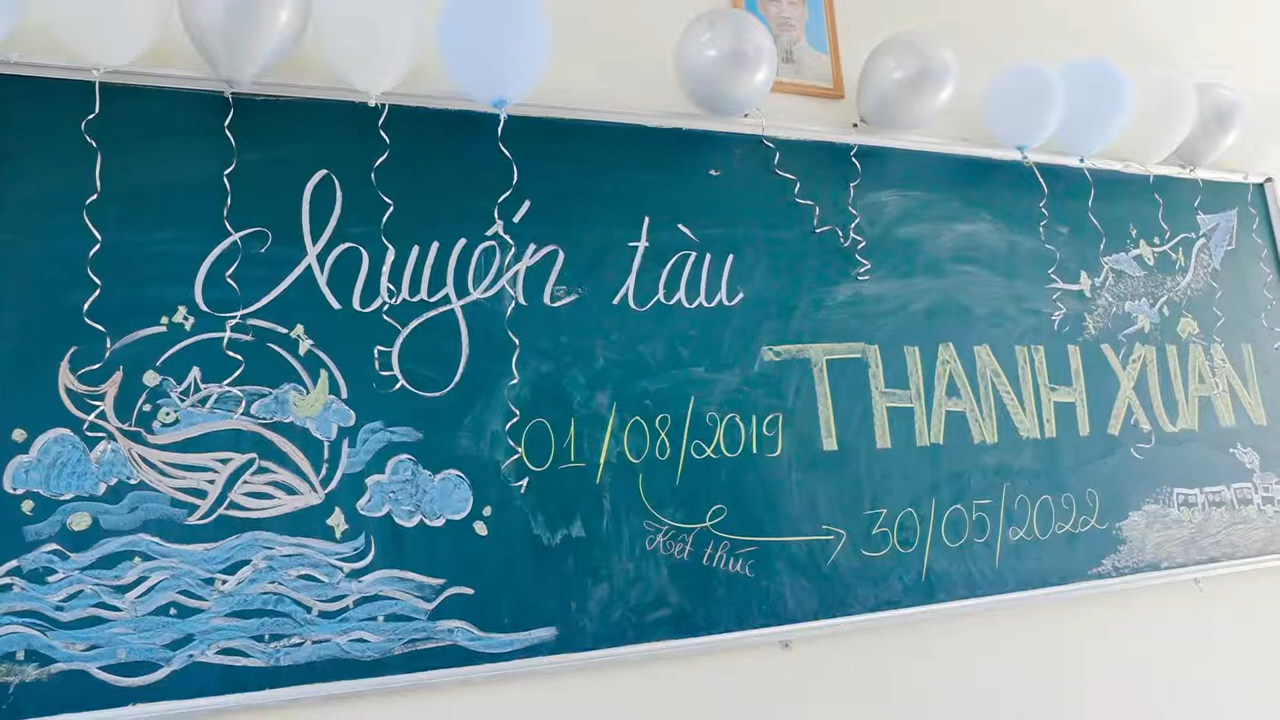 Chuyến tàu
THANH XUÂN
01/08/2019
Kết thúc
30/05/2022